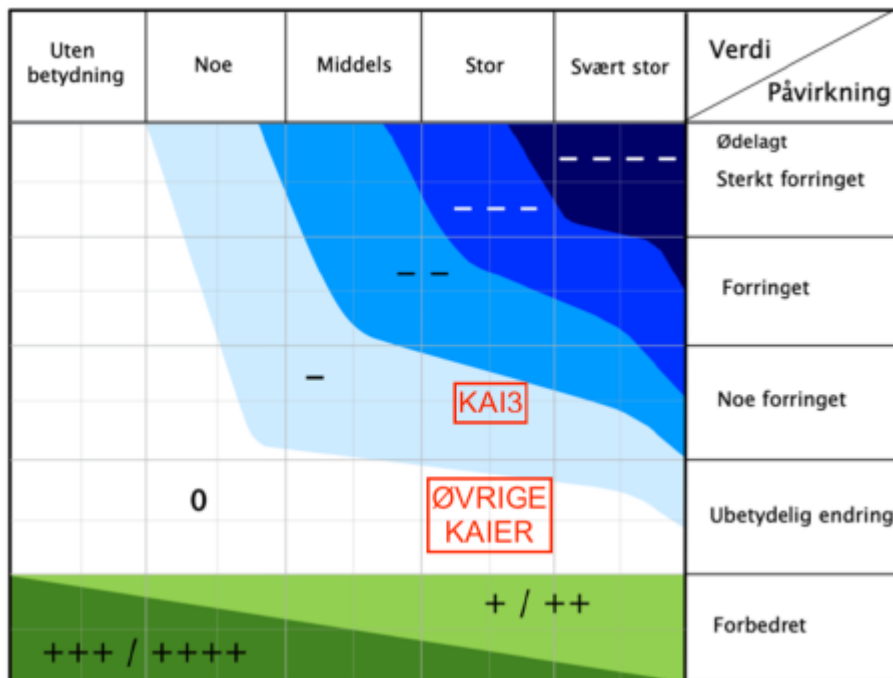 Uten
betydning
Noe
Middels
Stor
Svært stor
Verdi
Påvirkning
Ødelagt
Sterkt forringet
Forringet
Noe forringet
Ubetydelig endring
Forbedret
– – – –
– – –
– –
–
KAI3
0
ØVRIGE
KAIER
+ / ++
+++ / ++++